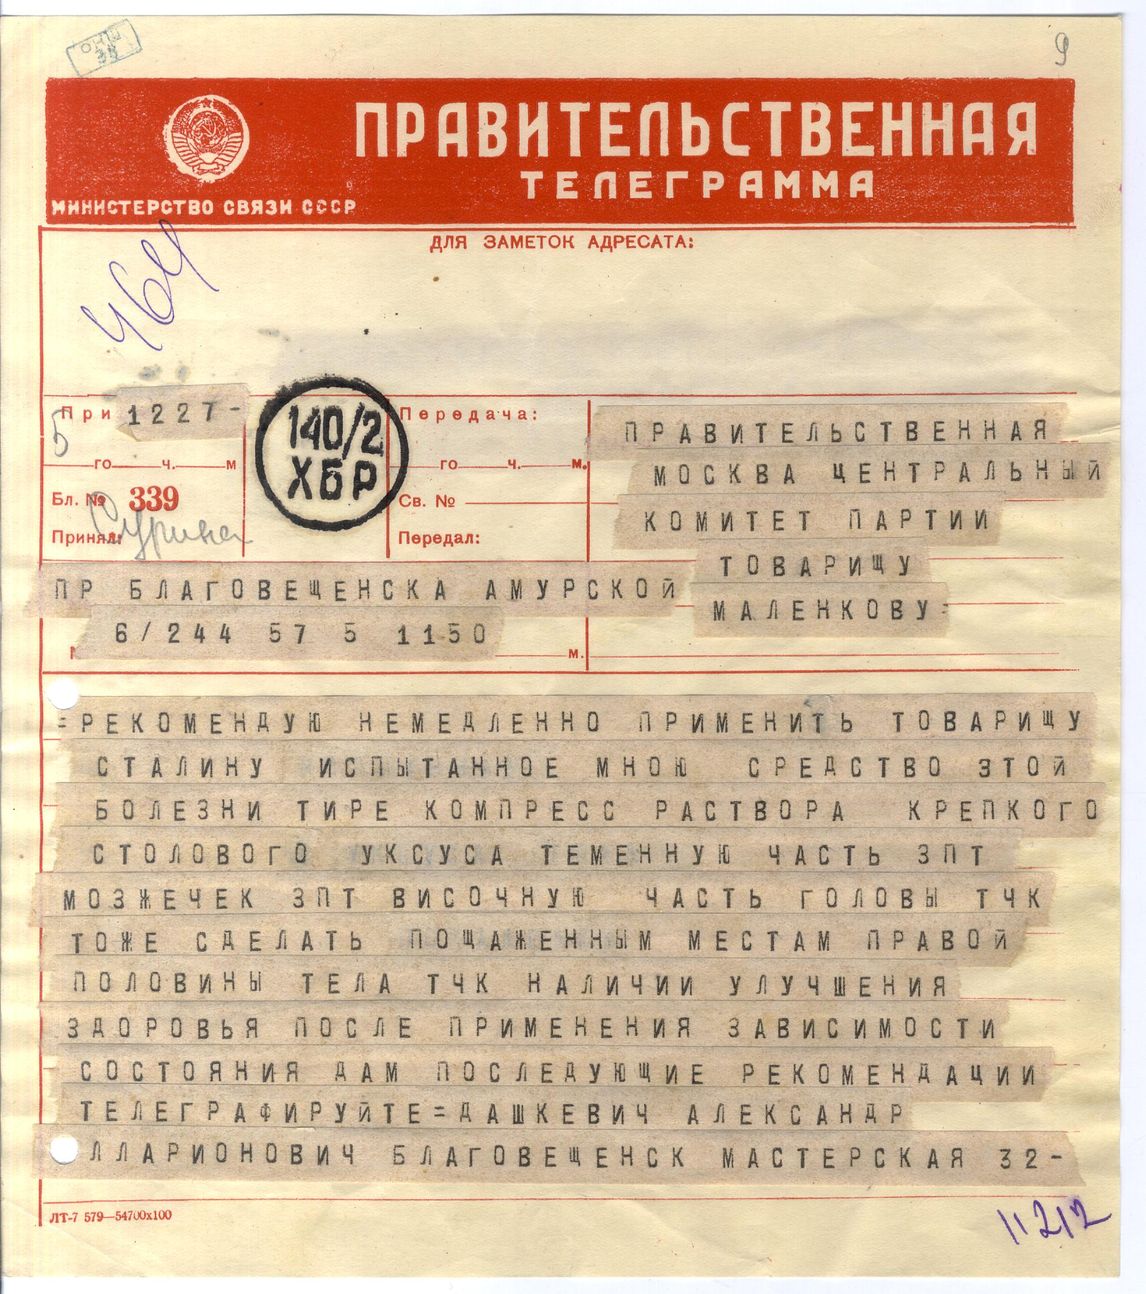 9
ПРАВИТЕЛЬСТВЕННАЯ
ТЕЛЕГРАММА
МИНИСТЕРСТВО СВЯЗИ СССР
ДЛЯ ЗАМЕТОК АДРЕСАТА:
464
При 1227-
5
го ч. м
Бл. № 339
Принял:
140/2
ХБР
Передача:
го ч. м.
Св. №
Передал:
ПРАВИТЕЛЬСТВЕННАЯ
МОСКВА ЦЕНТРАЛЬНЫЙ
КОМИТЕТ ПАРТИИ
ТОВАРИЩУ
МАЛЕНКОВУ=
ПР БЛАГОВЕЩЕНСКА АМУРСКОЙ
6/244 57 5 1150
м.
=РЕКОМЕНДУЮ НЕМЕДЛЕННО ПРИМЕНИТЬ ТОВАРИЩУ
СТАЛИНУ ИСПЫТАННОЕ МНОЮ СРЕДСТВО ЗТОЙ
БОЛЕЗНИ ТИРЕ КОМПРЕСС РАСТВОРА КРЕПКОГО
СТОЛОВОГО УКСУСА ТЕМЕННУЮ ЧАСТЬ ЗПТ
МОЗЖЕЧЕК ЗПТ ВИСОЧНУЮ ЧАСТЬ ГОЛОВЫ ТЧК
ТОЖЕ СДЕЛАТЬ ПОЩАЖЕННЫМ МЕСТАМ ПРАВОЙ
ПОЛОВИНЫ ТЕЛА ТЧК НАЛИЧИИ УЛУЧШЕНИЯ
ЗДОРОВЬЯ ПОСЛЕ ПРИМЕНЕНИЯ ЗАВИСИМОСТИ
СОСТОЯНИЯ ДАМ ПОСЛЕДУЮЩИЕ РЕКОМЕНДАЦИИ
ТЕЛЕГРАФИРУЙТЕ=ДАШКЕВИЧ АЛЕКСАНДР
ЛЛАРИОНОВИЧ БЛАГОВЕЩЕНСК МАСТЕРСКАЯ 32-
ЛТ-7 579—54700х100
11212